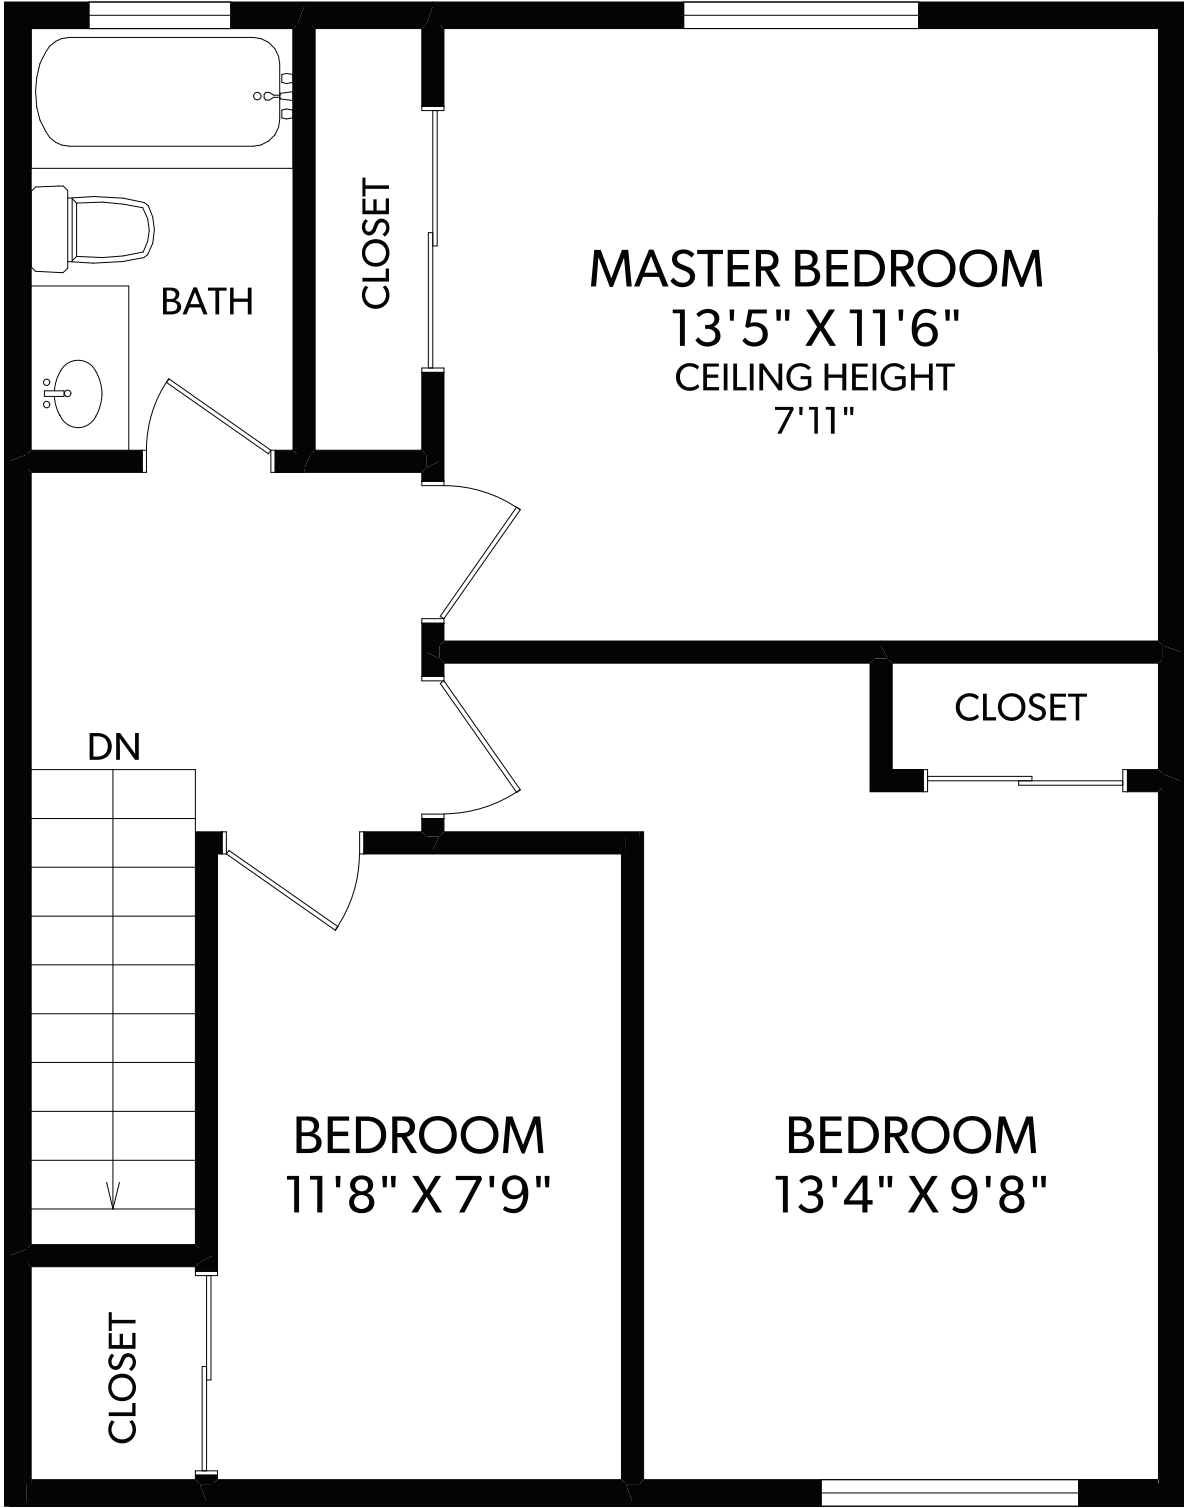 CLOSET
MASTER BEDROOM
13'5" X 11'6"
CEILING HEIGHT
7'11"
BATH
CLOSET
DN
BEDROOM
11'8" X 7'9"
BEDROOM
13'4" X 9'8"
CLOSET